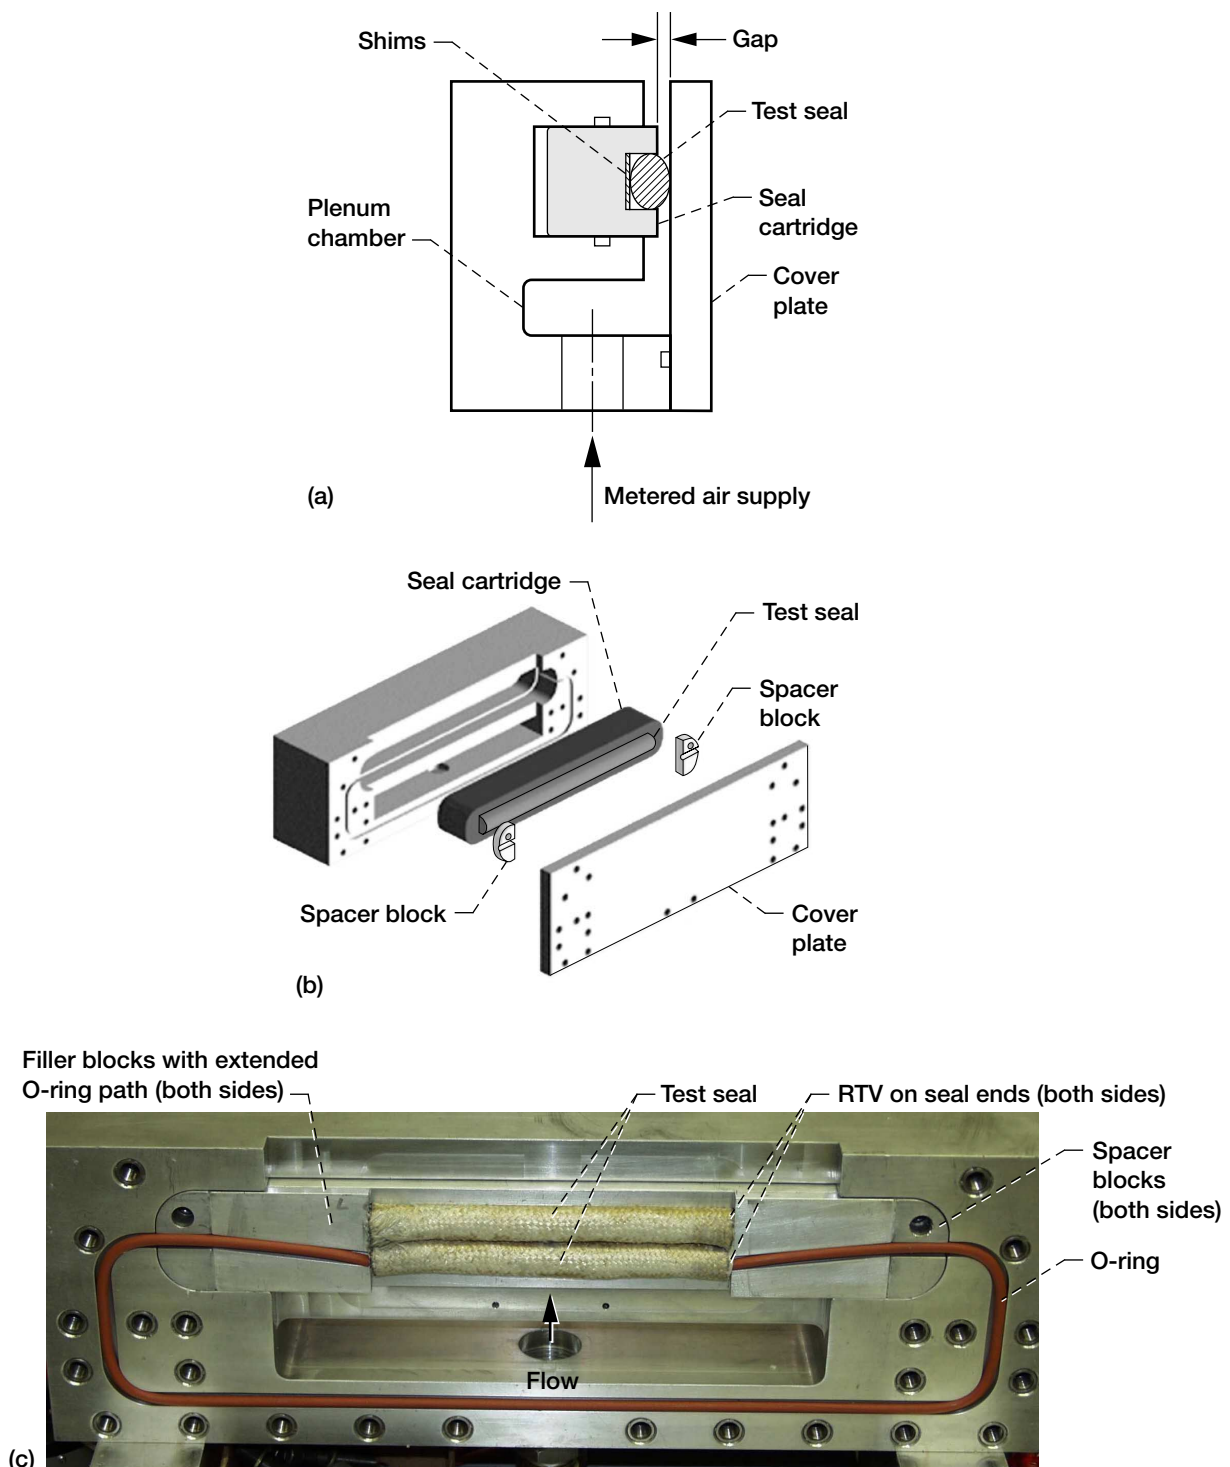 Shims
Gap
Test seal
Plenum
chamber
Seal
cartridge
Cover
plate
(a)
Metered air supply
Seal cartridge
Test seal
Spacer
block
Spacer block
Cover
plate
(b)
Filler blocks with extended
O-ring path (both sides)
Test seal
RTV on seal ends (both sides)
Spacer
blocks
(both sides)
O-ring
L
Flow
(c)